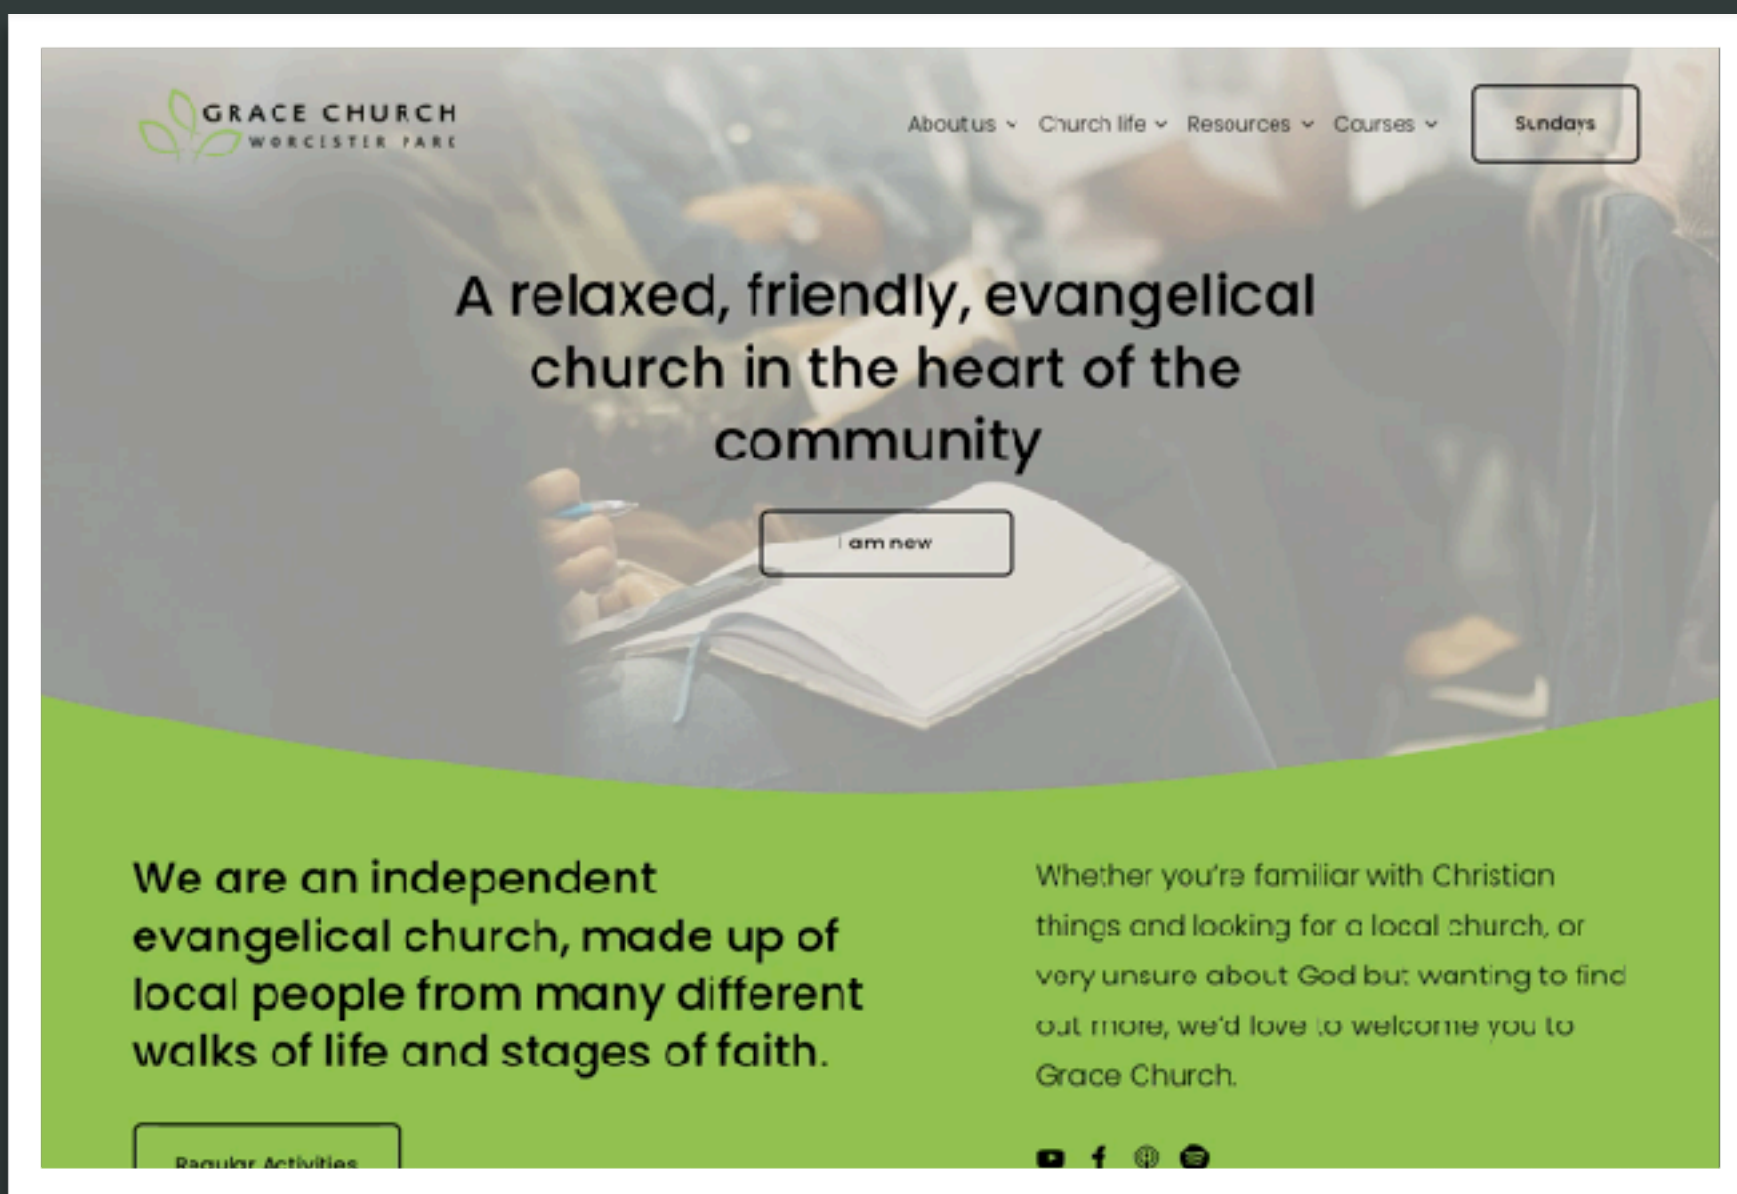 GRACE CHURCH
WORCESTER PARK
About us
Church life
Resources
Courses
Sundays
A relaxed, friendly, evangelical
church in the heart of the
community
I am new
We are an independent
evangelical church, made up of
local people from many different
walks of life and stages of faith.
Whether you're familiar with Christian
things and looking for a local church, or
very unsure about God but wanting to find
out more, we'd love to welcome you to
Grace Church.
Regular Activities